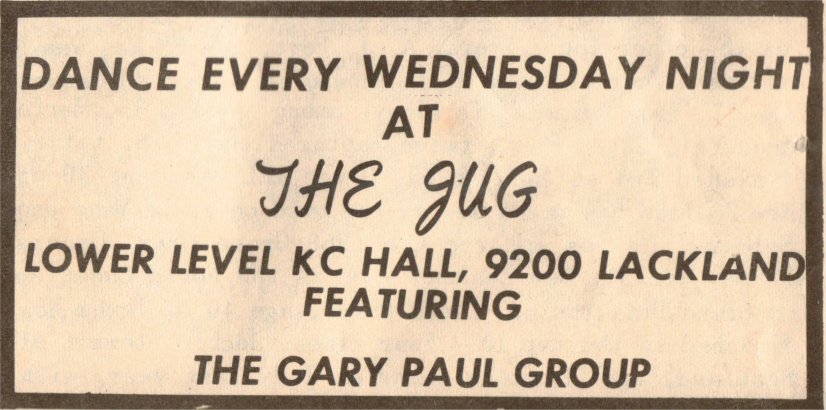 DANCE EVERY WEDNESDAY NIGHT
AT
THE JUG
LOWER LEVEL KC HALL, 9200 LACKLAND
FEATURING
THE GARY PAUL GROUP